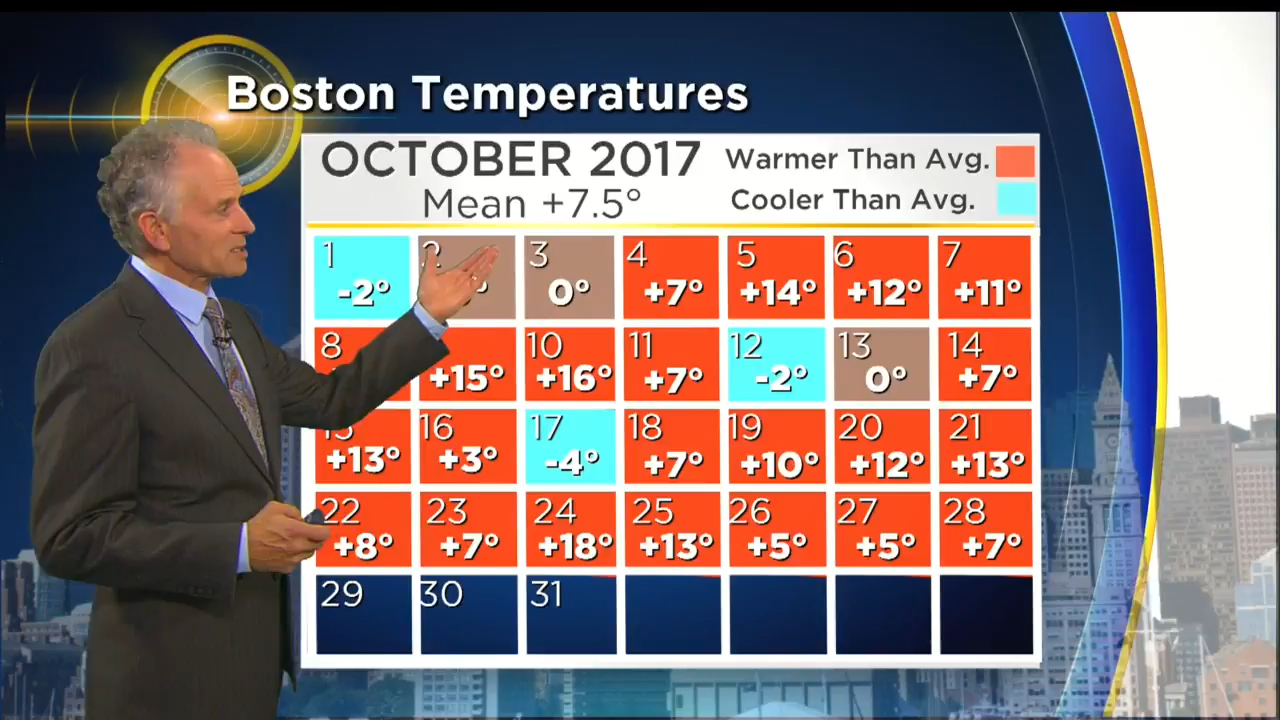 Boston Temperatures
OCTOBER 2017
Warmer Than Avg.
Mean +7.5°
Cooler Than Avg.
1 2 3 4 5 6 7
-2° ° 0° +7° +14° +12° +11°
8 10 11 12 13 14
+15° +16° +7° -2° 0° +7°
15 16 17 18 19 20 21
+13° +3° -4° +7° +10° +12° +13°
22 23 24 25 26 27 28
+8° +7° +18° +13° +5° +5° +7°
29 30 31